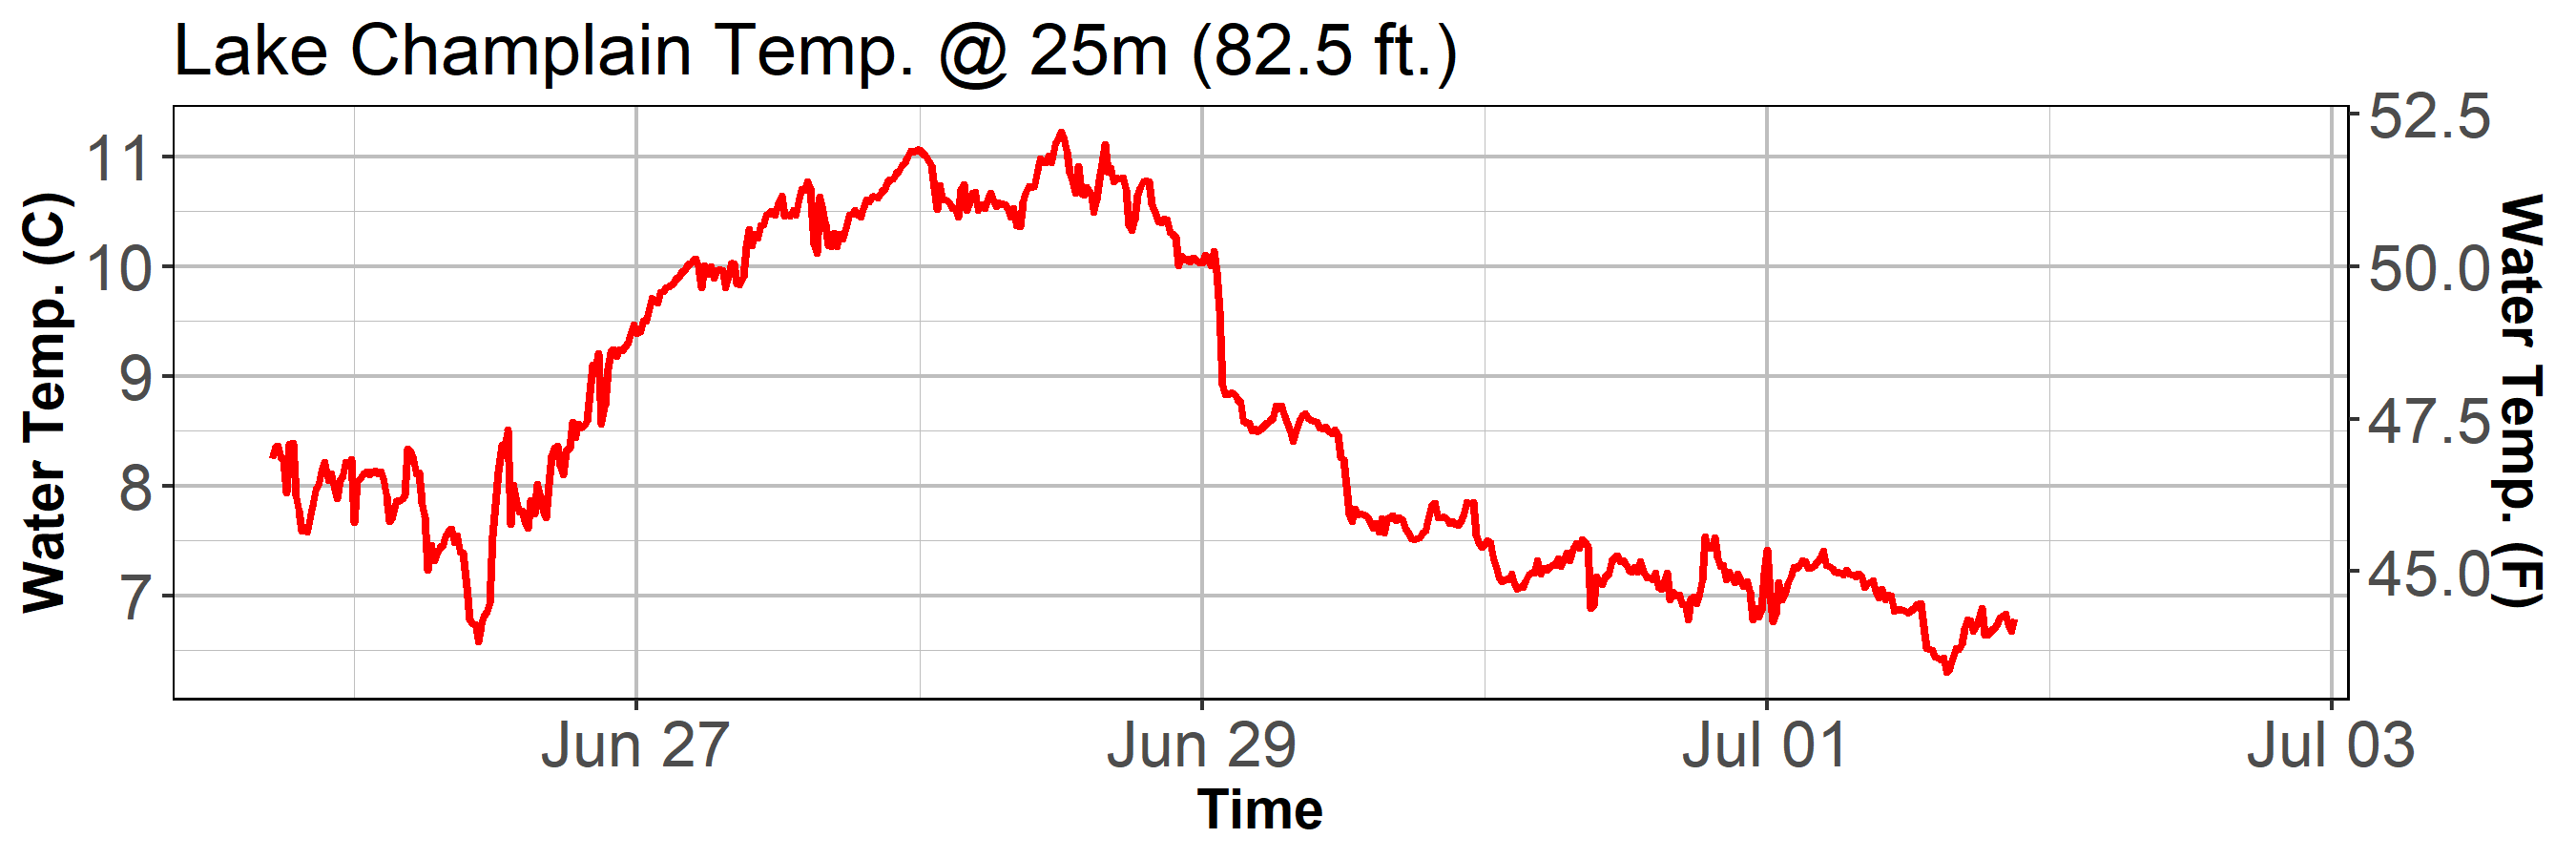 Lake Champlain Temp. @ 25m (82.5 ft.)
Water Temp. (C)
11
10
9
8
7
52.5
50.0
47.5
45.0
Water Temp. (F)
Jun 27
Jun 29
Jul 01
Jul 03
Time